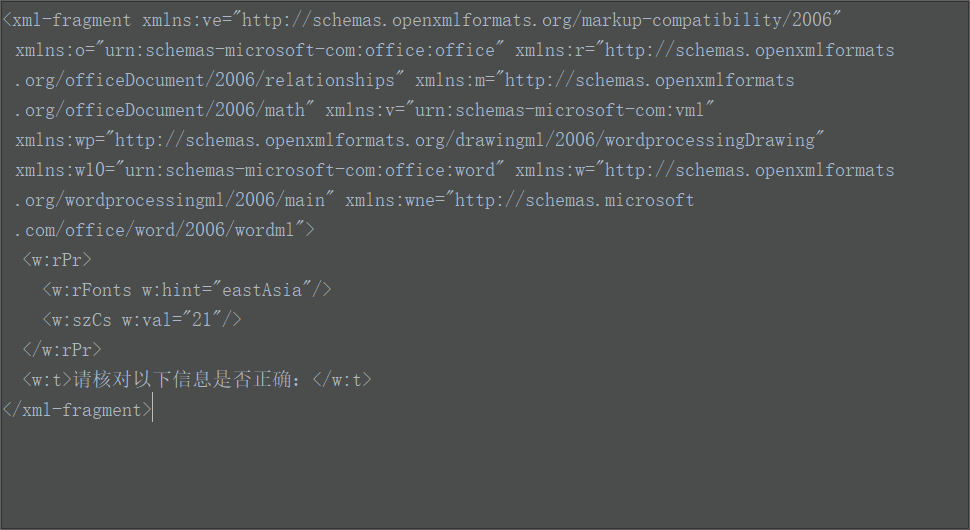 <xml-fragment xmlns:ve="http://schemas.openxmlformats.org/markup-compatibility/2006"
xmlns:o="urn:schemas-microsoft-com:office:office" xmlns:r="http://schemas.openxmlformats
.org/officeDocument/2006/relationships" xmlns:m="http://schemas.openxmlformats
.org/officeDocument/2006/math" xmlns:v="urn:schemas-microsoft-com:vml"
xmlns:wp="http://schemas.openxmlformats.org/drawingml/2006/wordprocessingDrawing"
xmlns:w10="urn:schemas-microsoft-com:office:word" xmlns:w="http://schemas.openxmlformats
.org/wordprocessingml/2006/main" xmlns:wne="http://schemas.microsoft
.com/office/word/2006/wordml">
<w:rPr>
<w:rFonts w:hint="eastAsia"/>
<w:szCs w:val="21"/>
</w:rPr>
<w:t>请核对以下信息是否正确：</w:t>
</xml-fragment>